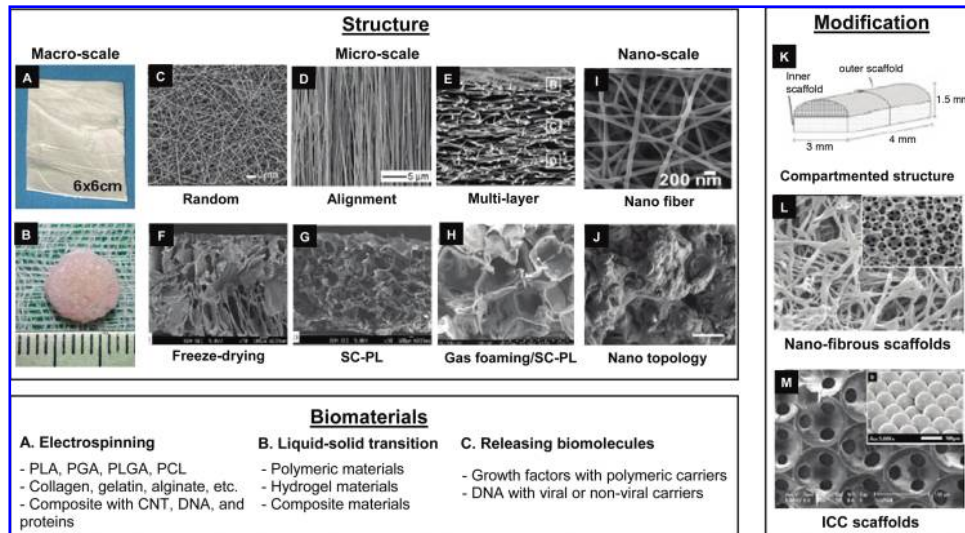 Structure
Macro-scale
Micro-scale
Nano-scale
A
6x6cm
C
D
5 µm
E
B
C
D
I
200 nm
Random
Alignment
Multi-layer
Nano fiber
B
F
G
H
J
Freeze-drying
SC-PL
Gas foaming/SC-PL
Nano topology
Biomaterials
A. Electrospinning
- PLA, PGA, PLGA, PCL
- Collagen, gelatin, alginate, etc.
- Composite with CNT, DNA, and
proteins
B. Liquid-solid transition
- Polymeric materials
- Hydrogel materials
- Composite materials
C. Releasing biomolecules
- Growth factors with polymeric carriers
- DNA with viral or non-viral carriers
Modification
K
outer scaffold
Inner
scaffold
1.5 mm
3 mm
4 mm
Compartmented structure
L
Nano-fibrous scaffolds
M
ICC scaffolds